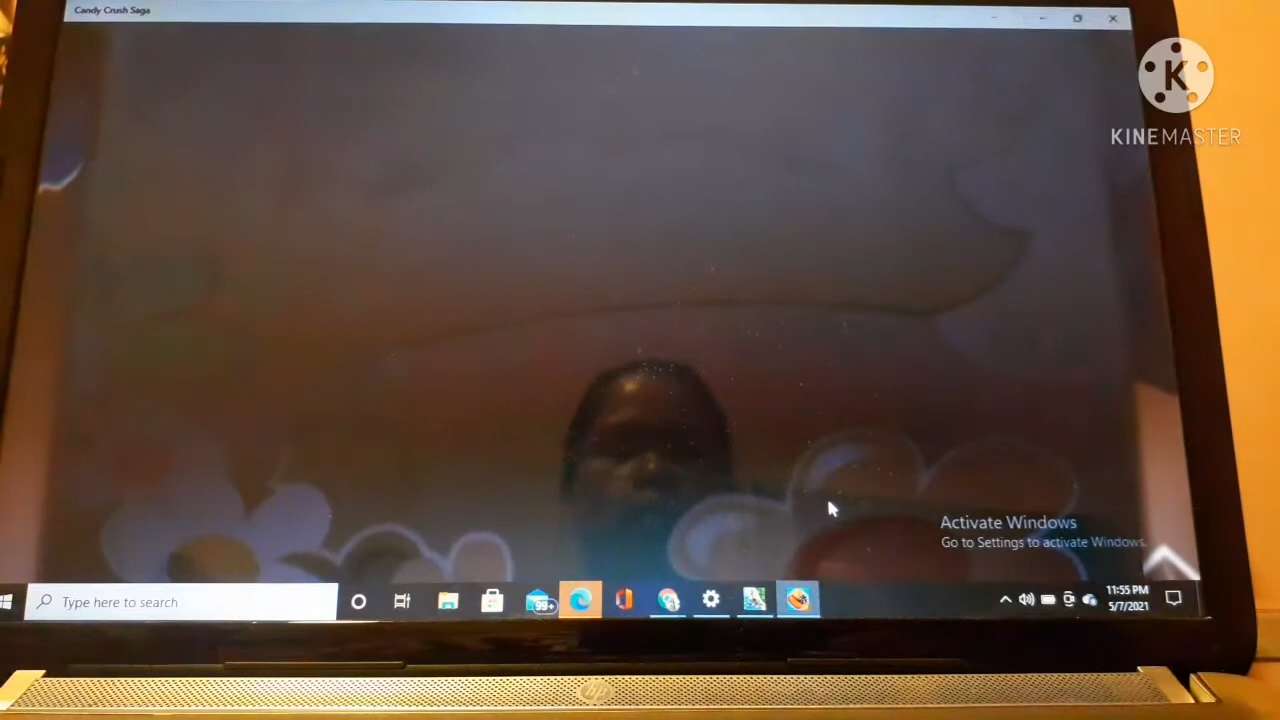 Candy Crush Saga
K
KINEMASTER
Activate Windows
Go to Settings to activate Windows.
Type here to search
99+
11:55 PM
5/7/2021
hp